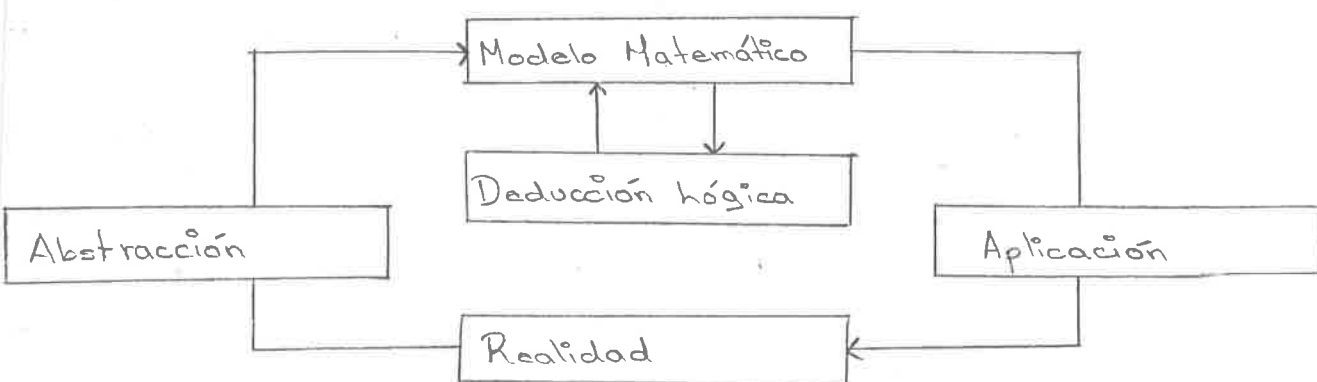 Modelo Matemático
Deducción Lógica
Abstracción
Aplicación
Realidad